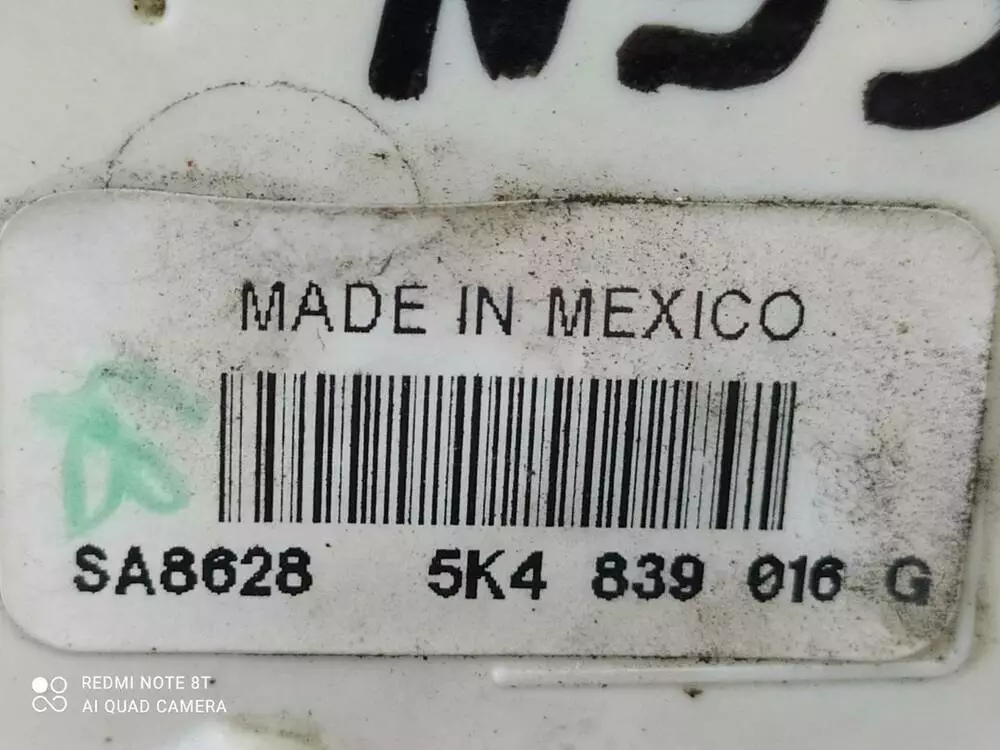 MADE IN MEXICO
SA8628 5K4 839 016 G
REDMI NOTE 8T
AI QUAD CAMERA